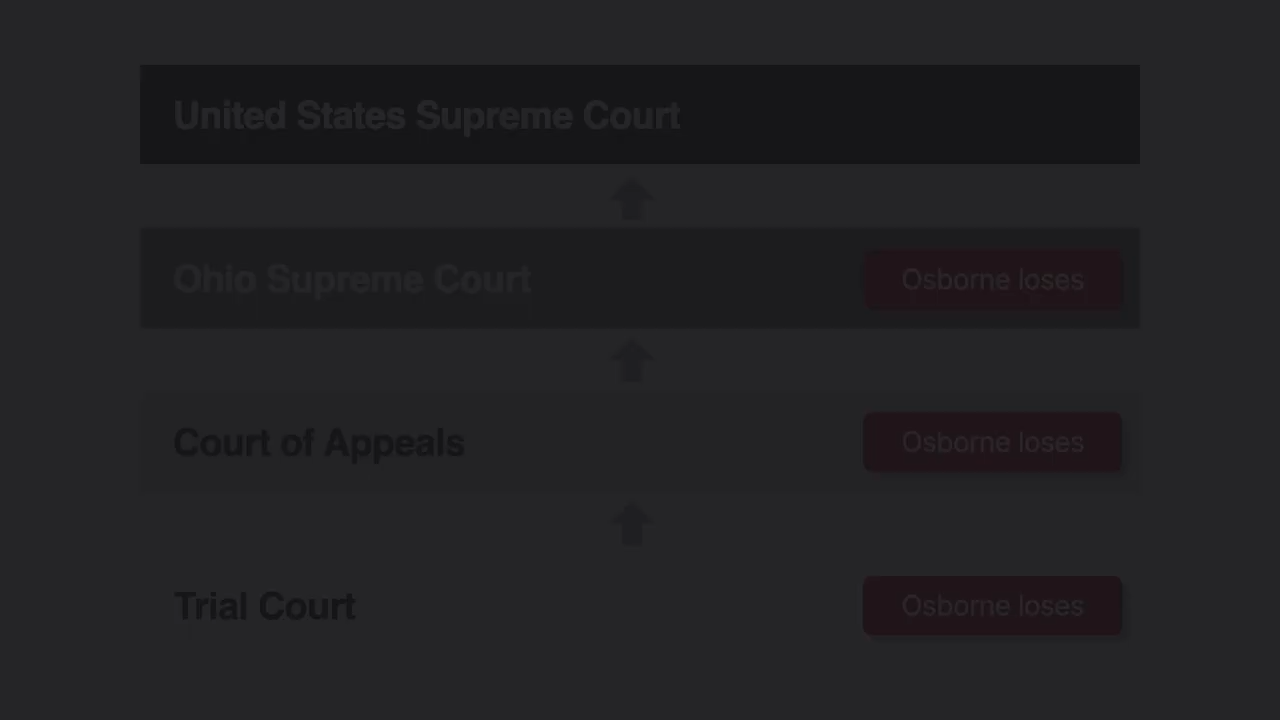 United States Supreme Court
Ohio Supreme Court Osborne loses
Court of Appeals Osborne loses
Trial Court Osborne loses